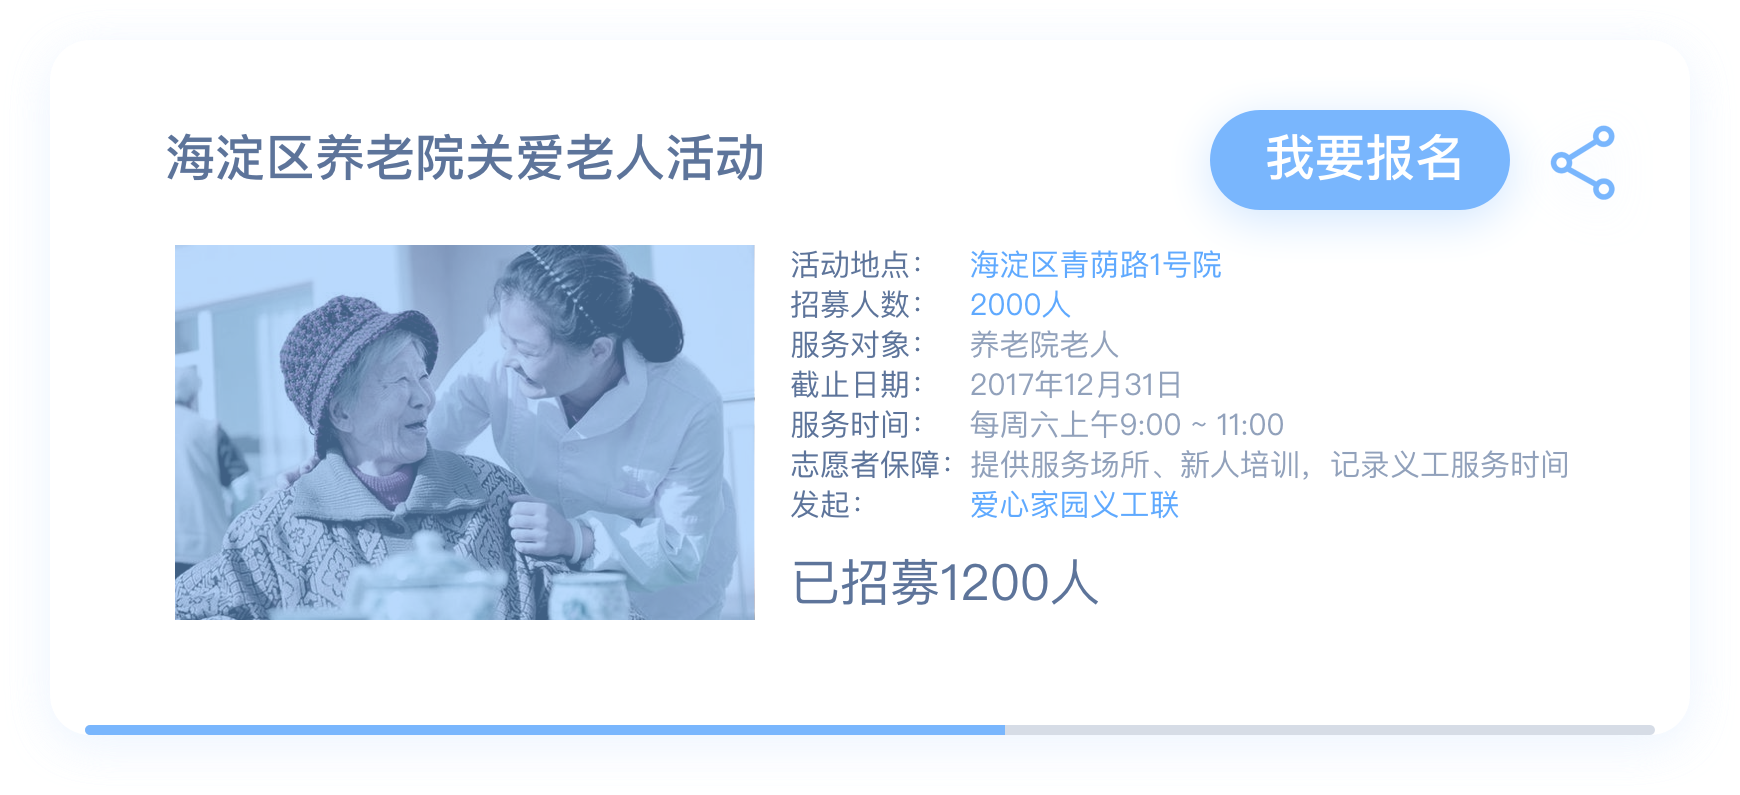 海淀区养老院关爱老人活动
我要报名
活动地点： 海淀区青荫路1号院
招募人数： 2000人
服务对象： 养老院老人
截止日期： 2017年12月31日
服务时间： 每周六上午9:00 ~ 11:00
志愿者保障： 提供服务场所、新人培训，记录义工服务时间
发起： 爱心家园义工联
已招募1200人